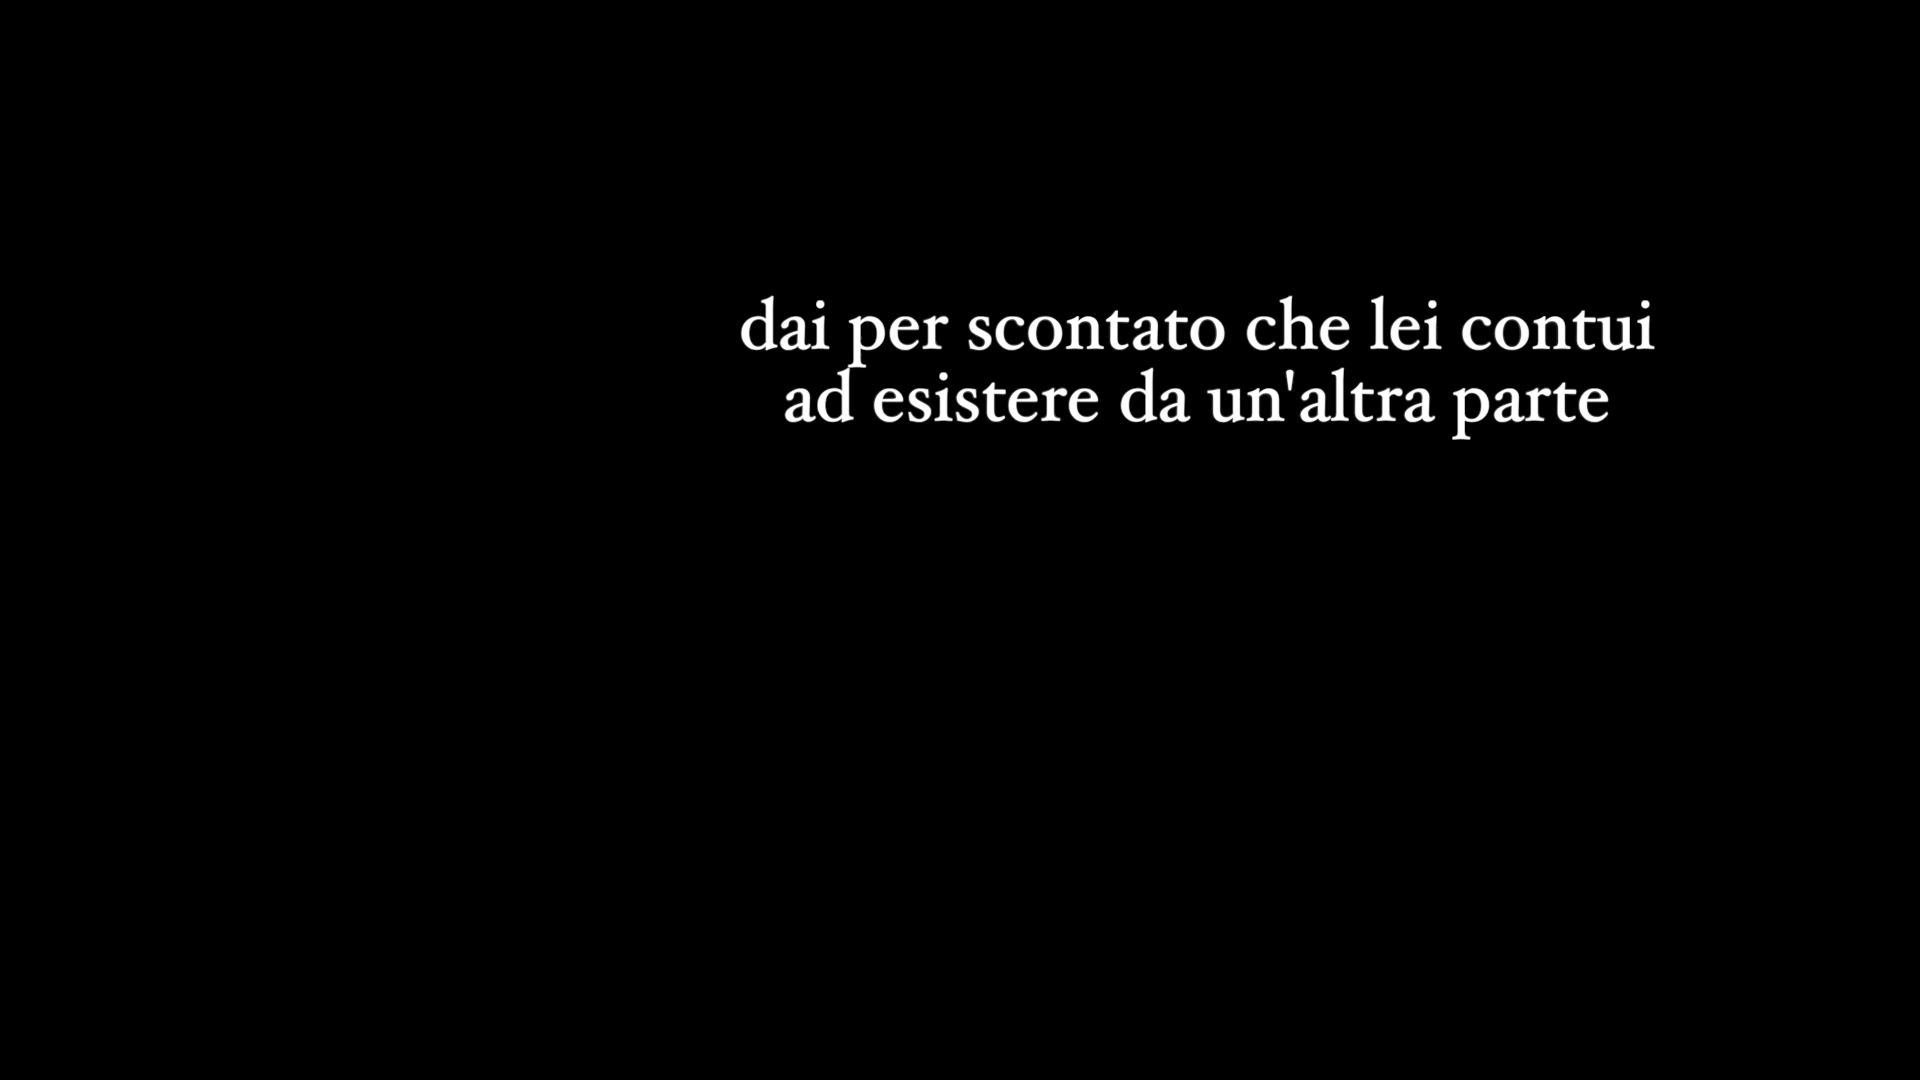 dai per scontato che lei contui
ad esistere da un'altra parte